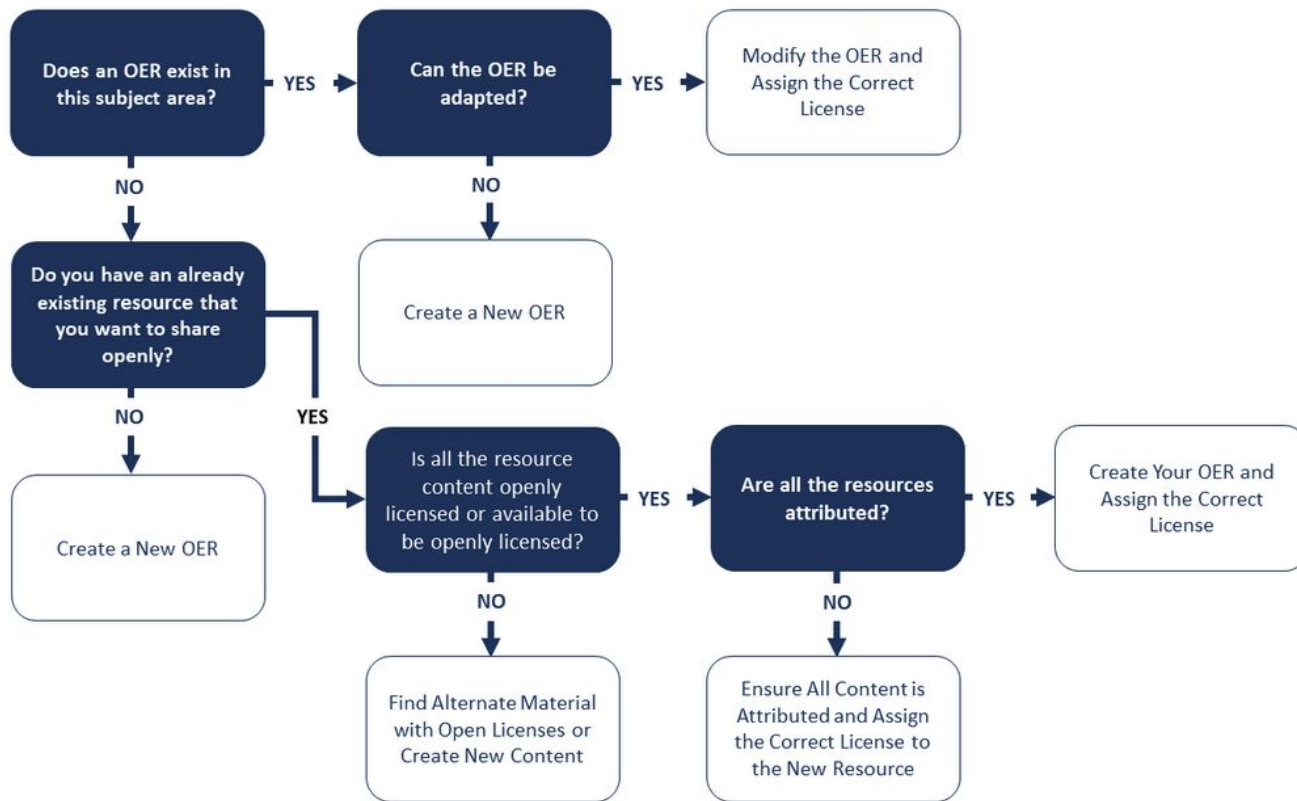 Does an OER exist in
this subject area?
YES
Can the OER be
adapted?
YES
Modify the OER and
Assign the Correct
License
NO
NO
Do you have an already
existing resource that
you want to share
openly?
Create a New OER
NO
YES
Create a New OER
Is all the resource
content openly
licensed or available to
be openly licensed?
YES
Are all the resources
attributed?
YES
Create Your OER and
Assign the Correct
License
NO
NO
Find Alternate Material
with Open Licenses or
Create New Content
Ensure All Content is
Attributed and Assign
the Correct License to
the New Resource